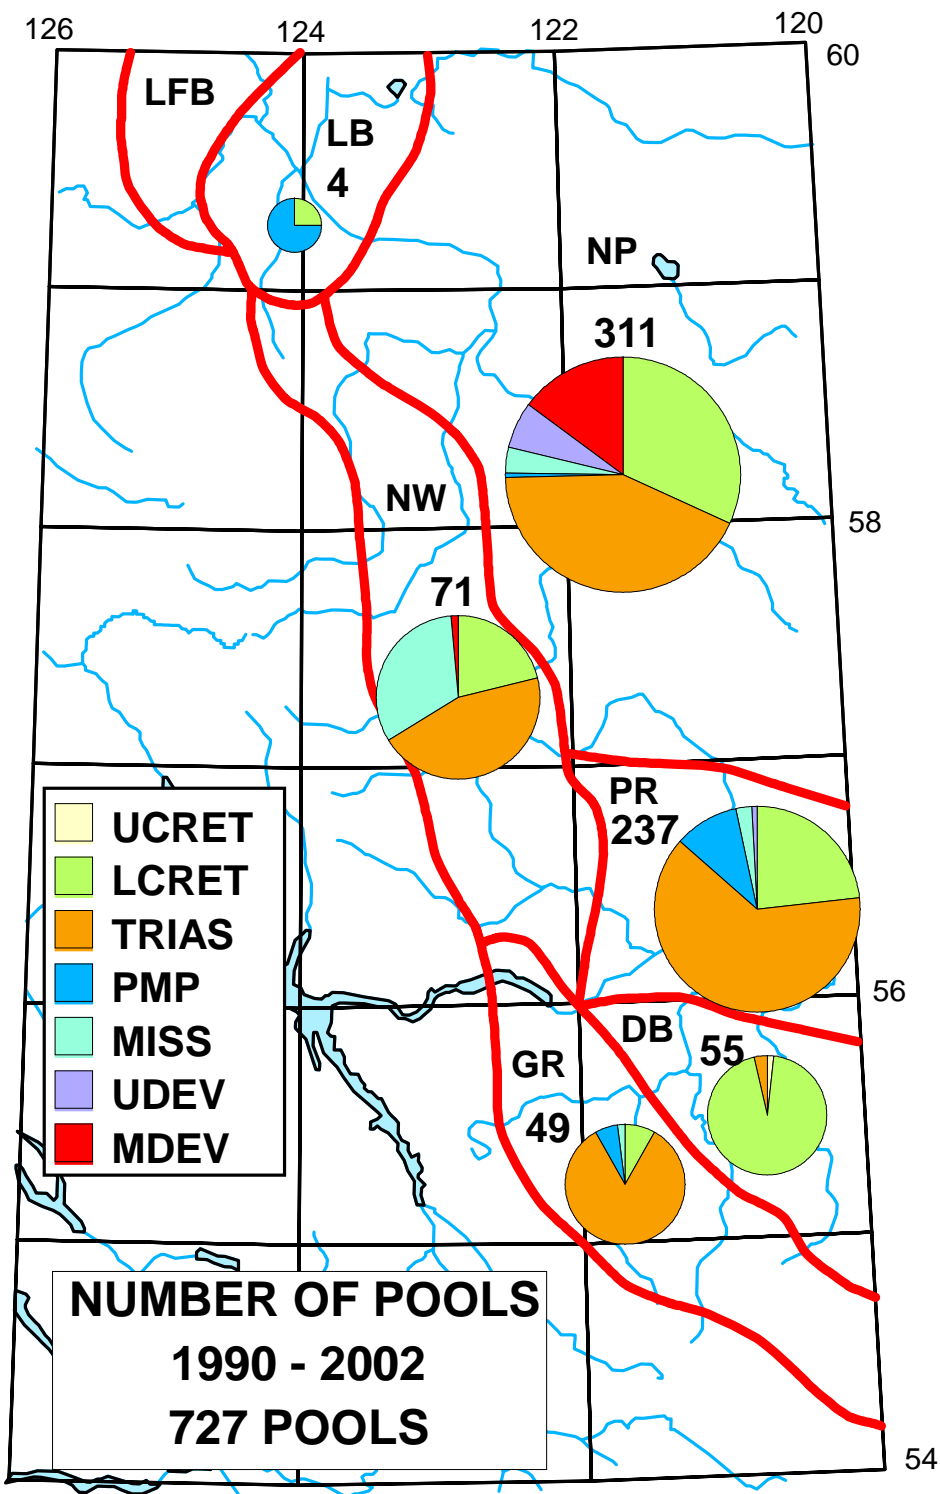 126
124
122
120
60
LFB
LB
4
NP
311
NW
58
71
PR
237
UCRET
LCRET
TRIAS
PMP
MISS
UDEV
MDEV
56
DB
55
GR
49
NUMBER OF POOLS
1990 - 2002
727 POOLS
54